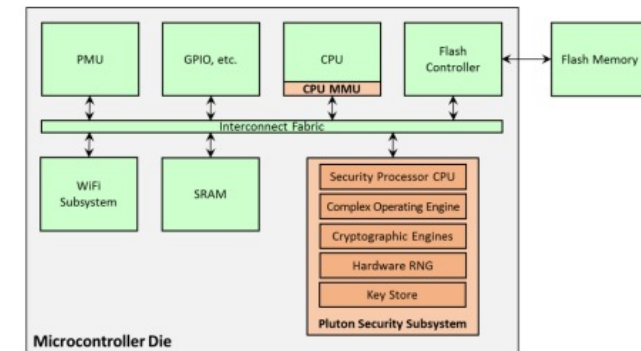 PMU
GPIO, etc.
CPU
CPU MMU
Flash
Controller
Flash Memory
Interconnect Fabric
WiFi
Subsystem
SRAM
Security Processor CPU
Complex Operating Engine
Cryptographic Engines
Hardware RNG
Key Store
Pluton Security Subsystem
Microcontroller Die